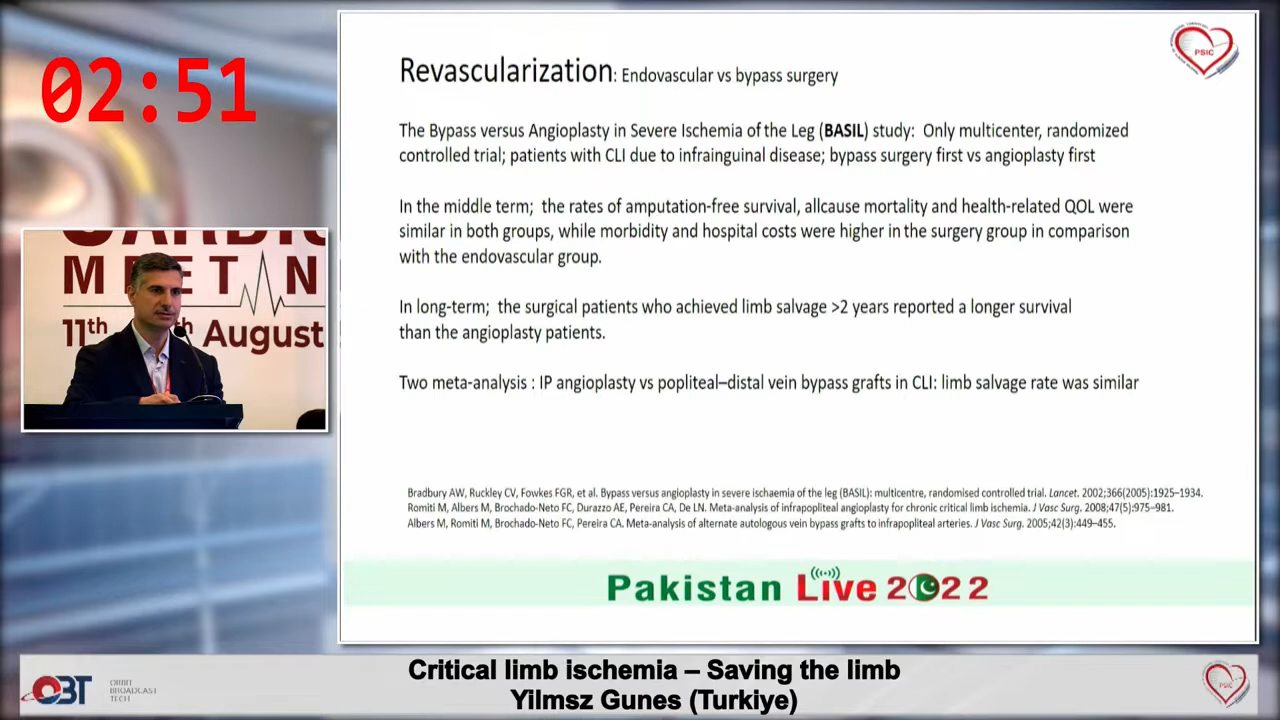 02:51
CARDIO
MEET N
11th th August
Revascularization: Endovascular vs bypass surgery
The Bypass versus Angioplasty in Severe Ischemia of the Leg (BASIL) study: Only multicenter, randomized
controlled trial; patients with CLI due to infrainguinal disease; bypass surgery first vs angioplasty first
In the middle term; the rates of amputation-free survival, allcause mortality and health-related QOL were
similar in both groups, while morbidity and hospital costs were higher in the surgery group in comparison
with the endovascular group.
In long-term; the surgical patients who achieved limb salvage >2 years reported a longer survival
than the angioplasty patients.
Two meta-analysis : IP angioplasty vs popliteal–distal vein bypass grafts in CLI: limb salvage rate was similar
Bradbury AW, Ruckley CV, Fowkes FGR, et al. Bypass versus angioplasty in severe ischaemia of the leg (BASIL): multicentre, randomised controlled trial. Lancet. 2002;366(2005):1925–1934.
Romiti M, Albers M, Brochado-Neto FC, Durazzo AE, Pereira CA, De LN. Meta-analysis of infrapopliteal angioplasty for chronic critical limb ischemia. J Vasc Surg. 2008;47(5):975–981.
Albers M, Romiti M, Brochado-Neto FC, Pereira CA. Meta-analysis of alternate autologous vein bypass grafts to infrapopliteal arteries. J Vasc Surg. 2005;42(3):449–455.
PSIC
Pakistan Live 2022
Critical limb ischemia – Saving the limb
Yilmsz Gunes (Turkiye)
OBT
ORBIT
BROADCAST
TECH
PSIC